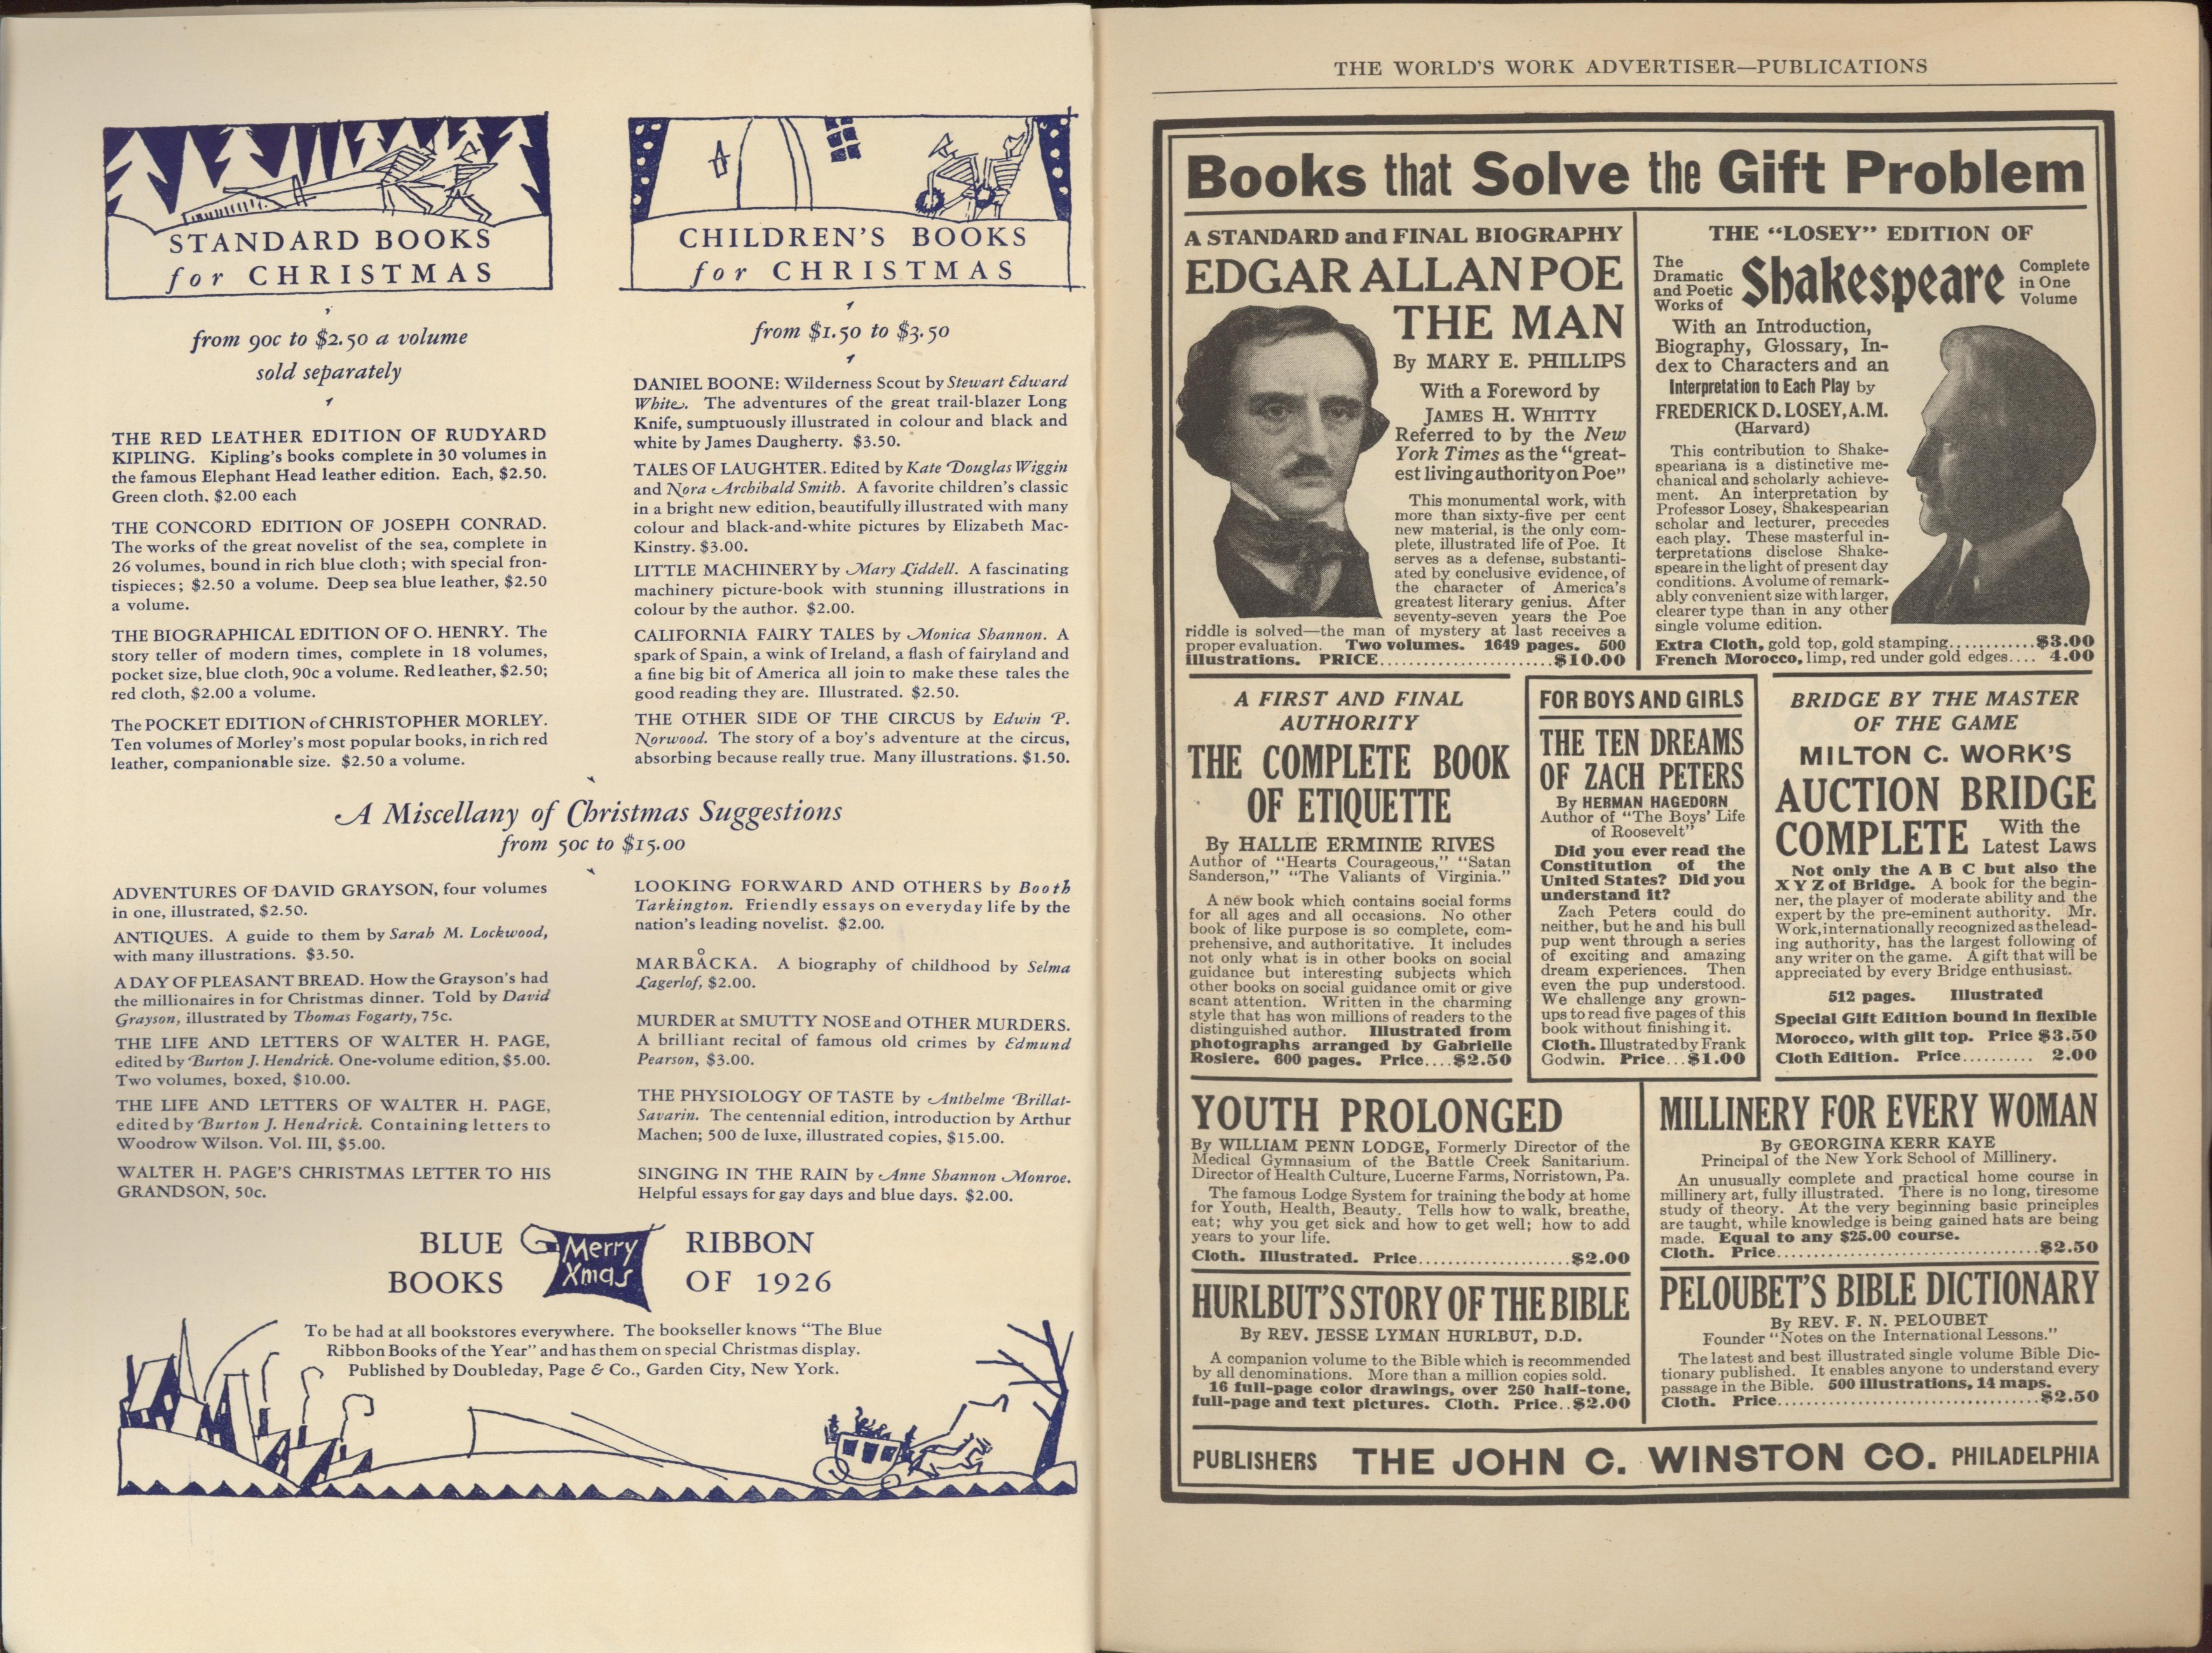 STANDARD BOOKS
for CHRISTMAS
from 90c to $2.50 a volume
sold separately
THE RED LEATHER EDITION OF RUDYARD
KIPLING. Kipling's books complete in 30 volumes in
the famous Elephant Head leather edition. Each, $2.50.
Green cloth, $2.00 each
THE CONCORD EDITION OF JOSEPH CONRAD.
The works of the great novelist of the sea, complete in
26 volumes, bound in rich blue cloth; with special fron-
tispieces; $2.50 a volume. Deep sea blue leather, $2.50
a volume.
THE BIOGRAPHICAL EDITION OF O. HENRY. The
story teller of modern times, complete in 18 volumes,
pocket size, blue cloth, 90c a volume. Red leather, $2.50;
red cloth, $2.00 a volume.
The POCKET EDITION of CHRISTOPHER MORLEY.
Ten volumes of Morley's most popular books, in rich red
leather, companionable size. $2.50 a volume.
CHILDREN'S BOOKS
for CHRISTMAS
from $1.50 to $3.50
DANIEL BOONE: Wilderness Scout by Stewart Edward
White. The adventures of the great trail-blazer Long
Knife, sumptuously illustrated in colour and black and
white by James Daugherty. $3.50.
TALES OF LAUGHTER. Edited by Kate Douglas Wiggin
and Nora Archibald Smith. A favorite children's classic
in a bright new edition, beautifully illustrated with many
colour and black-and-white pictures by Elizabeth Mac-
Kinstry. $3.00.
LITTLE MACHINERY by Mary Liddell. A fascinating
machinery picture-book with stunning illustrations in
colour by the author. $2.00.
CALIFORNIA FAIRY TALES by Monica Shannon. A
spark of Spain, a wink of Ireland, a flash of fairyland and
a fine big bit of America all join to make these tales the
good reading they are. Illustrated. $2.50.
THE OTHER SIDE OF THE CIRCUS by Edwin P.
Norwood. The story of a boy's adventure at the circus,
absorbing because really true. Many illustrations. $1.50.
A Miscellany of Christmas Suggestions
from 50c to $15.00
ADVENTURES OF DAVID GRAYSON, four volumes
in one, illustrated, $2.50.
ANTIQUES. A guide to them by Sarah M. Lockwood,
with many illustrations. $3.50.
A DAY OF PLEASANT BREAD. How the Grayson's had
the millionaires in for Christmas dinner. Told by David
Grayson, illustrated by Thomas Fogarty, 75c.
THE LIFE AND LETTERS OF WALTER H. PAGE,
edited by Burton J. Hendrick. One-volume edition, $5.00.
Two volumes, boxed, $10.00.
THE LIFE AND LETTERS OF WALTER H. PAGE,
edited by Burton J. Hendrick. Containing letters to
Woodrow Wilson. Vol. III, $5.00.
WALTER H. PAGE'S CHRISTMAS LETTER TO HIS
GRANDSON, 50c.
LOOKING FORWARD AND OTHERS by Booth
Tarkington. Friendly essays on everyday life by the
nation's leading novelist. $2.00.
MARBÅCKA. A biography of childhood by Selma
Lagerlof, $2.00.
MURDER at SMUTTY NOSE and OTHER MURDERS.
A brilliant recital of famous old crimes by Edmund
Pearson, $3.00.
THE PHYSIOLOGY OF TASTE by Anthelme Brillat-
Savarin. The centennial edition, introduction by Arthur
Machen; 500 de luxe, illustrated copies, $15.00.
SINGING IN THE RAIN by Anne Shannon Monroe.
Helpful essays for gay days and blue days. $2.00.
BLUE RIBBON
BOOKS OF 1926
Merry
Xmas
To be had at all bookstores everywhere. The bookseller knows "The Blue
Ribbon Books of the Year" and has them on special Christmas display.
Published by Doubleday, Page & Co., Garden City, New York.
THE WORLD'S WORK ADVERTISER—PUBLICATIONS
Books that Solve the Gift Problem
A STANDARD and FINAL BIOGRAPHY
EDGAR ALLAN POE
THE MAN
By MARY E. PHILLIPS
With a Foreword by
JAMES H. WHITTY
Referred to by the New
York Times as the "great-
est living authority on Poe"
This monumental work, with
more than sixty-five per cent
new material, is the only com-
plete, illustrated life of Poe. It
serves as a defense, substanti-
ated by conclusive evidence, of
the character of America's
greatest literary genius. After
seventy-seven years the Poe
riddle is solved—the man of mystery at last receives a
proper evaluation. Two volumes. 1649 pages. 500
illustrations. PRICE......................$10.00
THE "LOSEY" EDITION OF
The
Dramatic
and Poetic
Works of
Shakespeare
Complete
in One
Volume
With an Introduction,
Biography, Glossary, In-
dex to Characters and an
Interpretation to Each Play by
FREDERICK D. LOSEY, A.M.
(Harvard)
This contribution to Shake-
speariana is a distinctive me-
chanical and scholarly achieve-
ment. An interpretation by
Professor Losey, Shakespearian
scholar and lecturer, precedes
each play. These masterful in-
terpretations disclose Shake-
speare in the light of present day
conditions. A volume of remark-
ably convenient size with larger,
clearer type than in any other
single volume edition.
Extra Cloth, gold top, gold stamping............$3.00
French Morocco, limp, red under gold edges.... 4.00
A FIRST AND FINAL
AUTHORITY
THE COMPLETE BOOK
OF ETIQUETTE
By HALLIE ERMINIE RIVES
Author of "Hearts Courageous," "Satan
Sanderson," "The Valiants of Virginia."
A new book which contains social forms
for all ages and all occasions. No other
book of like purpose is so complete, com-
prehensive, and authoritative. It includes
not only what is in other books on social
guidance but interesting subjects which
other books on social guidance omit or give
scant attention. Written in the charming
style that has won millions of readers to the
distinguished author. Illustrated from
photographs arranged by Gabrielle
Rosiere. 600 pages. Price....$2.50
FOR BOYS AND GIRLS
THE TEN DREAMS
OF ZACH PETERS
By HERMAN HAGEDORN
Author of "The Boys' Life
of Roosevelt"
Did you ever read the
Constitution of the
United States? Did you
understand it?
Zach Peters could do
neither, but he and his bull
pup went through a series
of exciting and amazing
dream experiences. Then
even the pup understood.
We challenge any grown-
ups to read five pages of this
book without finishing it.
Cloth. Illustrated by Frank
Godwin. Price...$1.00
BRIDGE BY THE MASTER
OF THE GAME
MILTON C. WORK'S
AUCTION BRIDGE
COMPLETE With the
Latest Laws
Not only the A B C but also the
X Y Z of Bridge. A book for the begin-
ner, the player of moderate ability and the
expert by the pre-eminent authority. Mr.
Work, internationally recognized as the lead-
ing authority, has the largest following of
any writer on the game. A gift that will be
appreciated by every Bridge enthusiast.
512 pages. Illustrated
Special Gift Edition bound in flexible
Morocco, with gilt top. Price $3.50
Cloth Edition. Price.......... 2.00
YOUTH PROLONGED
By WILLIAM PENN LODGE, Formerly Director of the
Medical Gymnasium of the Battle Creek Sanitarium.
Director of Health Culture, Lucerne Farms, Norristown, Pa.
The famous Lodge System for training the body at home
for Youth, Health, Beauty. Tells how to walk, breathe,
eat; why you get sick and how to get well; how to add
years to your life.
Cloth. Illustrated. Price......................$2.00
MILLINERY FOR EVERY WOMAN
By GEORGINA KERR KAYE
Principal of the New York School of Millinery.
An unusually complete and practical home course in
millinery art, fully illustrated. There is no long, tiresome
study of theory. At the very beginning basic principles
are taught, while knowledge is being gained hats are being
made. Equal to any $25.00 course.
Cloth. Price......................................$2.50
HURLBUT'S STORY OF THE BIBLE
By REV. JESSE LYMAN HURLBUT, D.D.
A companion volume to the Bible which is recommended
by all denominations. More than a million copies sold.
16 full-page color drawings, over 250 half-tone,
full-page and text pictures. Cloth. Price..$2.00
PELOUBET'S BIBLE DICTIONARY
By REV. F. N. PELOUBET
Founder "Notes on the International Lessons."
The latest and best illustrated single volume Bible Dic-
tionary published. It enables anyone to understand every
passage in the Bible. 500 illustrations, 14 maps.
Cloth. Price......................................$2.50
PUBLISHERS THE JOHN C. WINSTON CO. PHILADELPHIA